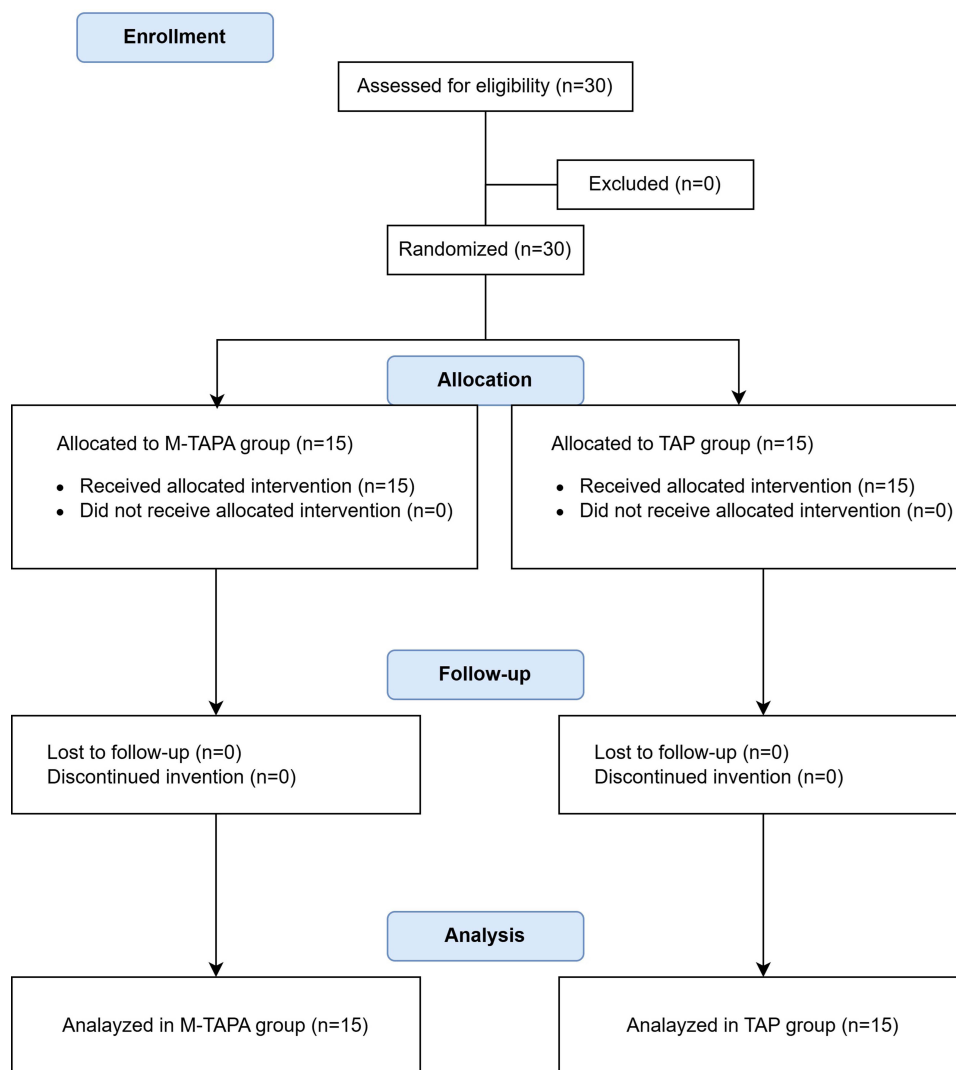 Enrollment
Assessed for eligibility (n=30)
Excluded (n=0)
Randomized (n=30)
Allocation
Allocated to M-TAPA group (n=15)
• Received allocated intervention (n=15)
• Did not receive allocated intervention (n=0)
Allocated to TAP group (n=15)
• Received allocated intervention (n=15)
• Did not receive allocated intervention (n=0)
Follow-up
Lost to follow-up (n=0)
Discontinued invention (n=0)
Lost to follow-up (n=0)
Discontinued invention (n=0)
Analysis
Analayzed in M-TAPA group (n=15)
Analayzed in TAP group (n=15)